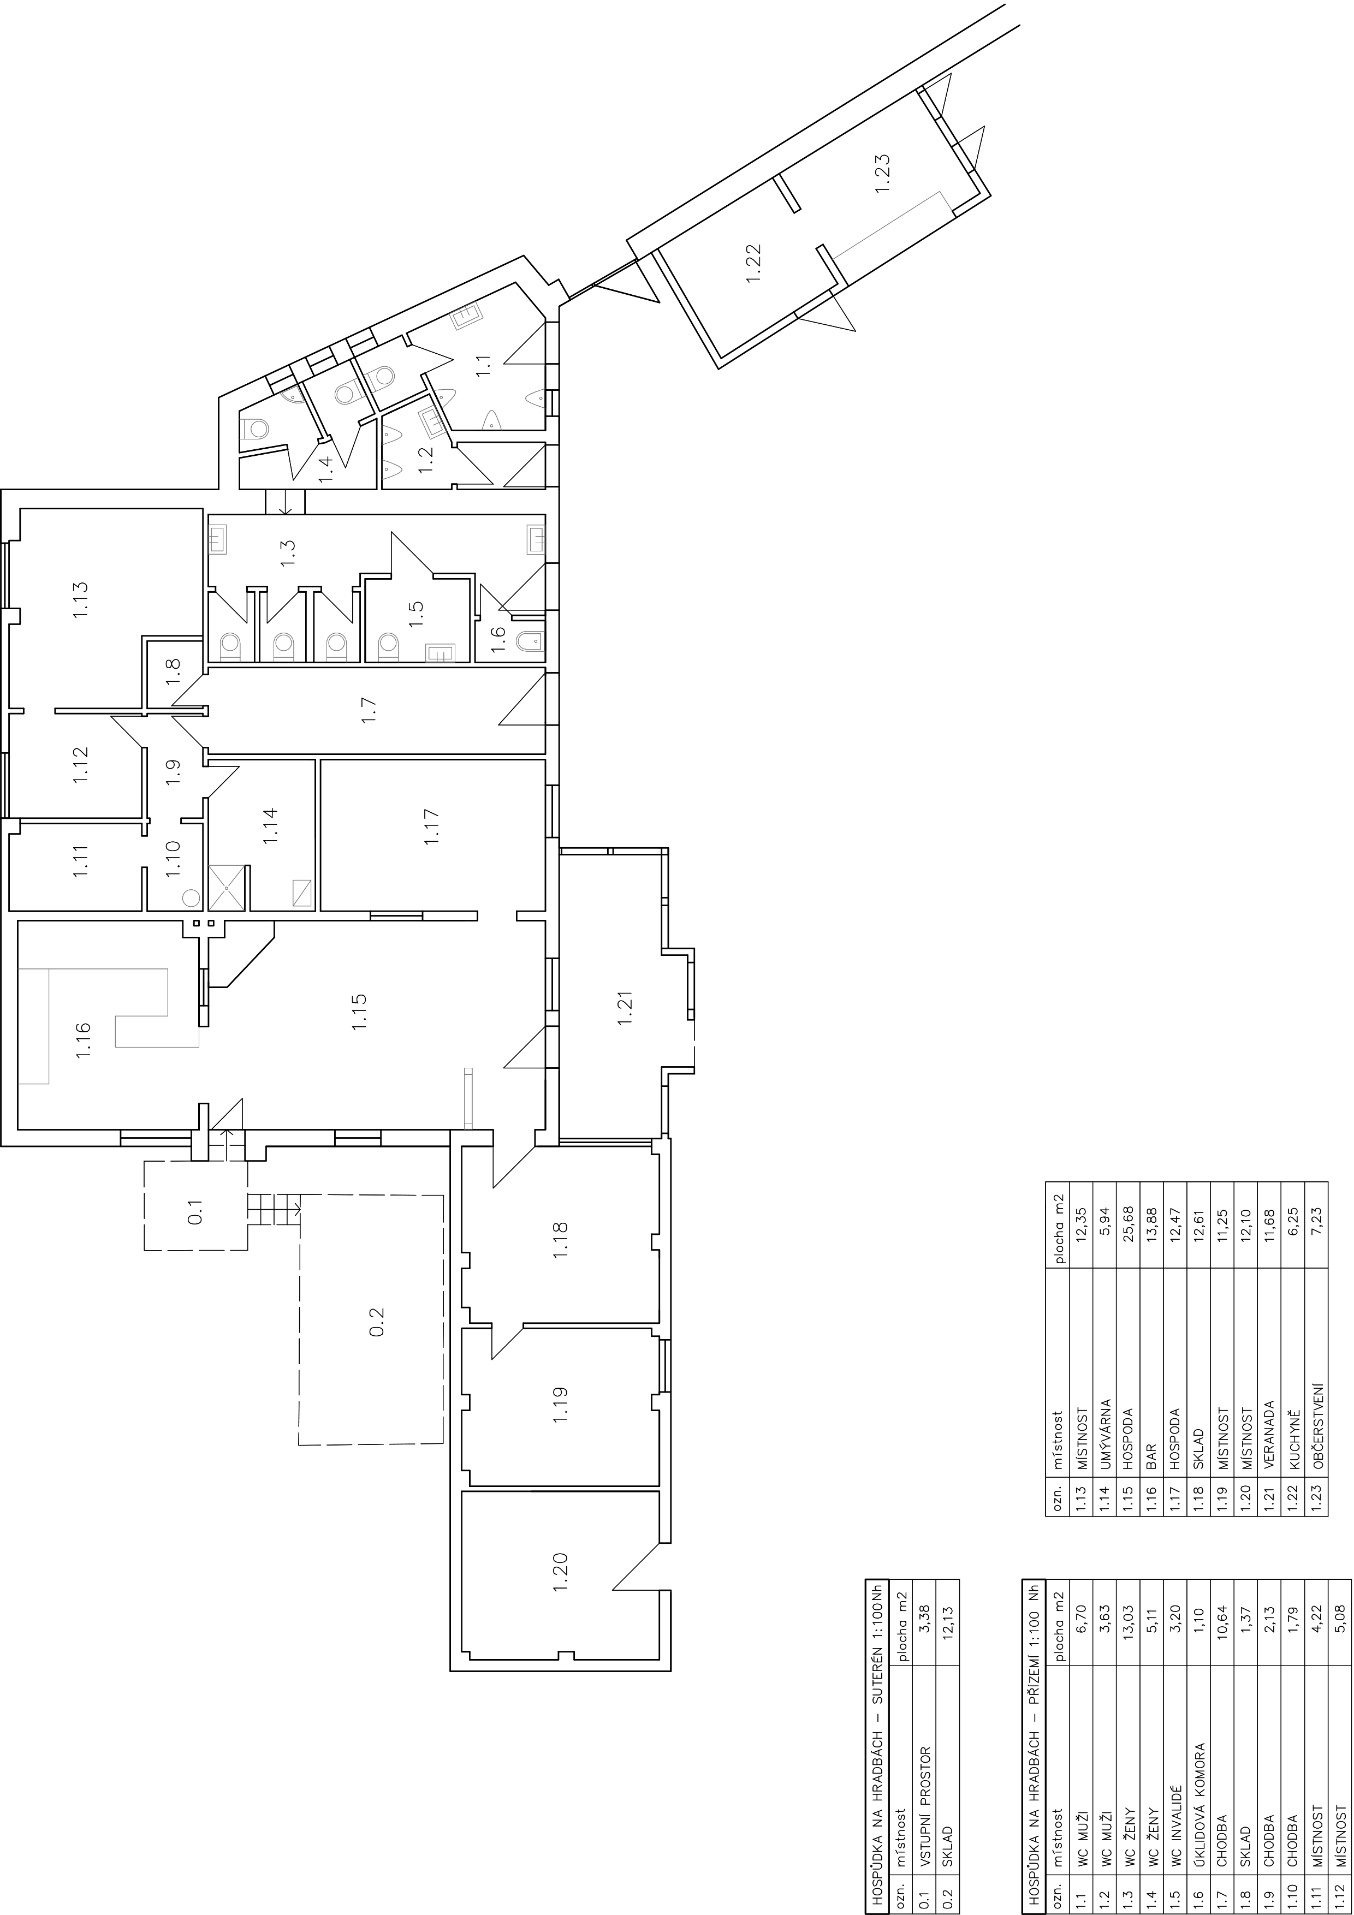 1.23
1.22
1.1
1.2
1.4
1.3
1.13
1.5
1.6
1.8
1.7
1.12
1.9
1.14
1.17
1.11
1.10
1.16
1.15
1.21
0.1
0.2
1.18
1.19
1.20
HOSPŮDKA NA HRADBÁCH – SUTERÉN 1:100Nh
ozn. místnost plocha m2
0.1 VSTUPNÍ PROSTOR 3,38
0.2 SKLAD 12,13
HOSPŮDKA NA HRADBÁCH – PŘÍZEMÍ 1:100 Nh
ozn. místnost plocha m2
1.1 WC MUŽI 6,70
1.2 WC MUŽI 3,63
1.3 WC ŽENY 13,03
1.4 WC ŽENY 5,11
1.5 WC INVALIDÉ 3,20
1.6 ÚKLIDOVÁ KOMORA 1,10
1.7 CHODBA 10,64
1.8 SKLAD 1,37
1.9 CHODBA 2,13
1.10 CHODBA 1,79
1.11 MÍSTNOST 4,22
1.12 MÍSTNOST 5,08
ozn. místnost plocha m2
1.13 MÍSTNOST 12,35
1.14 UMÝVÁRNA 5,94
1.15 HOSPODA 25,68
1.16 BAR 13,88
1.17 HOSPODA 12,47
1.18 SKLAD 12,61
1.19 MÍSTNOST 11,25
1.20 MÍSTNOST 12,10
1.21 VERANADA 11,68
1.22 KUCHYNĚ 6,25
1.23 OBČERSTVENÍ 7,23